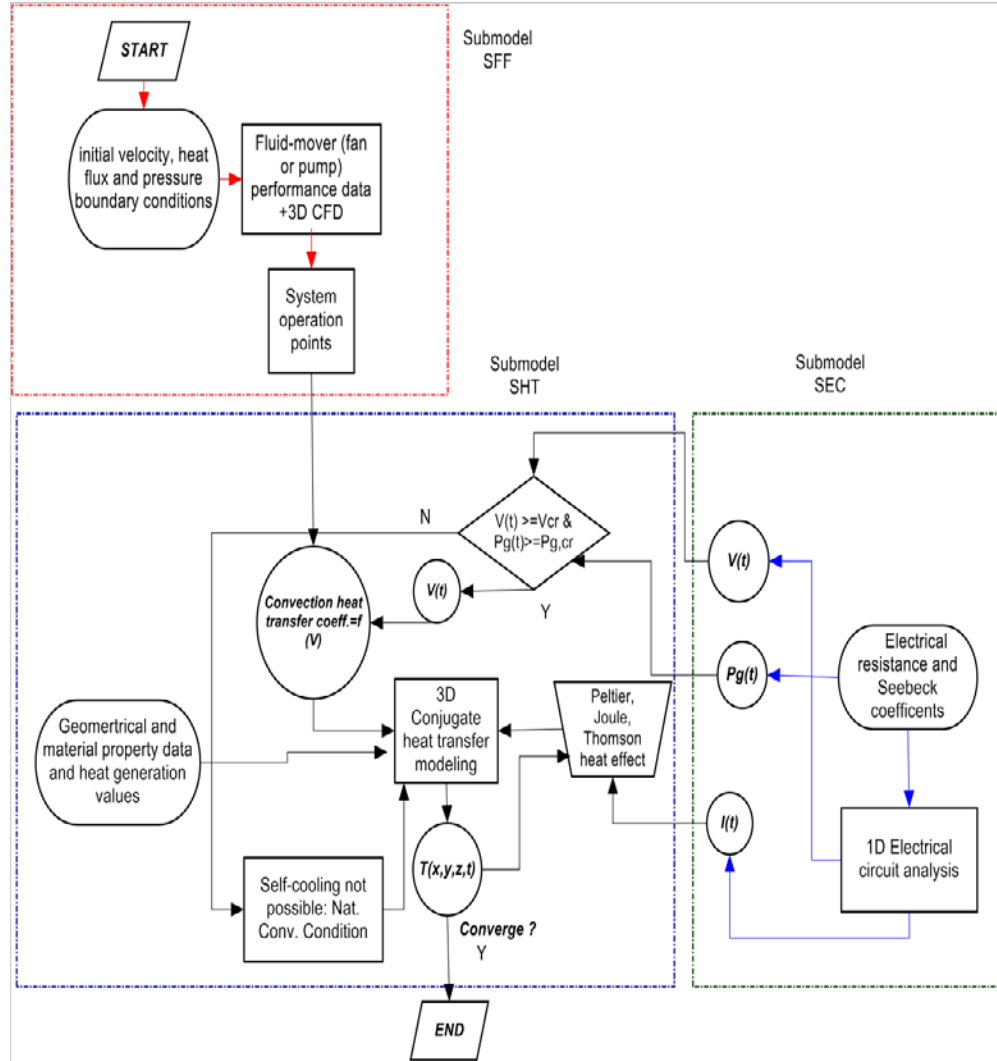 START
Submodel
SFF
initial velocity, heat
flux and pressure
boundary conditions
Fluid-mover (fan
or pump)
performance data
+3D CFD
System
operation
points
Submodel
SHT
Submodel
SEC
N
V(t) >=Vcr &
Pg(t)>=Pg,cr
Y
V(t)
V(t)
Convection heat
transfer coeff.=f
(V)
Pg(t)
Electrical
resistance and
Seebeck
coefficents
Geomertrical and
material property data
and heat generation
values
3D
Conjugate
heat transfer
modeling
Peltier,
Joule,
Thomson
heat effect
I(t)
1D Electrical
circuit analysis
T(x,y,z,t)
Self-cooling not
possible: Nat.
Conv. Condition
Converge ?
Y
END